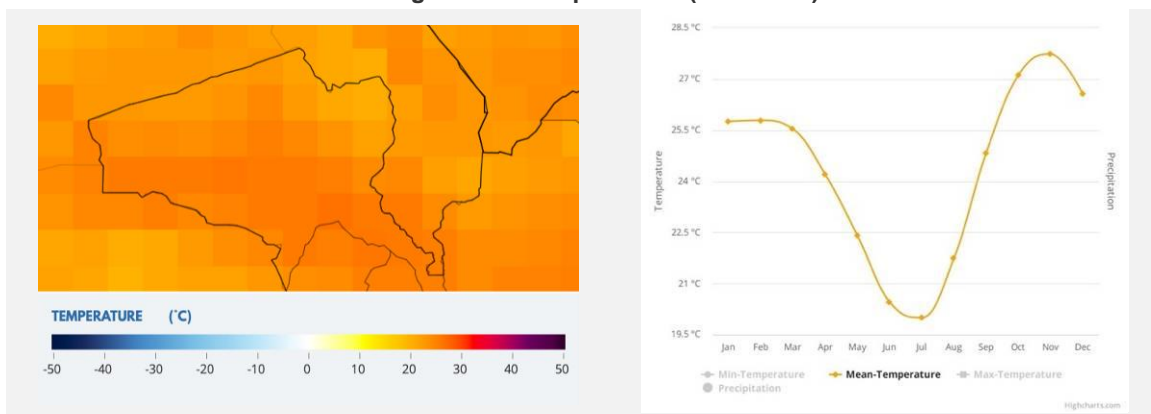 TEMPERATURE (°C)
-50 -40 -30 -20 -10 0 10 20 30 40 50
28.5 °C
27 °C
25.5 °C
24 °C
22.5 °C
21 °C
19.5 °C
Temperature
Precipitation
Jan Feb Mar Apr May Jun Jul Aug Sep Oct Nov Dec
Min-Temperature Mean-Temperature Max-Temperature
Precipitation
Highcharts.com